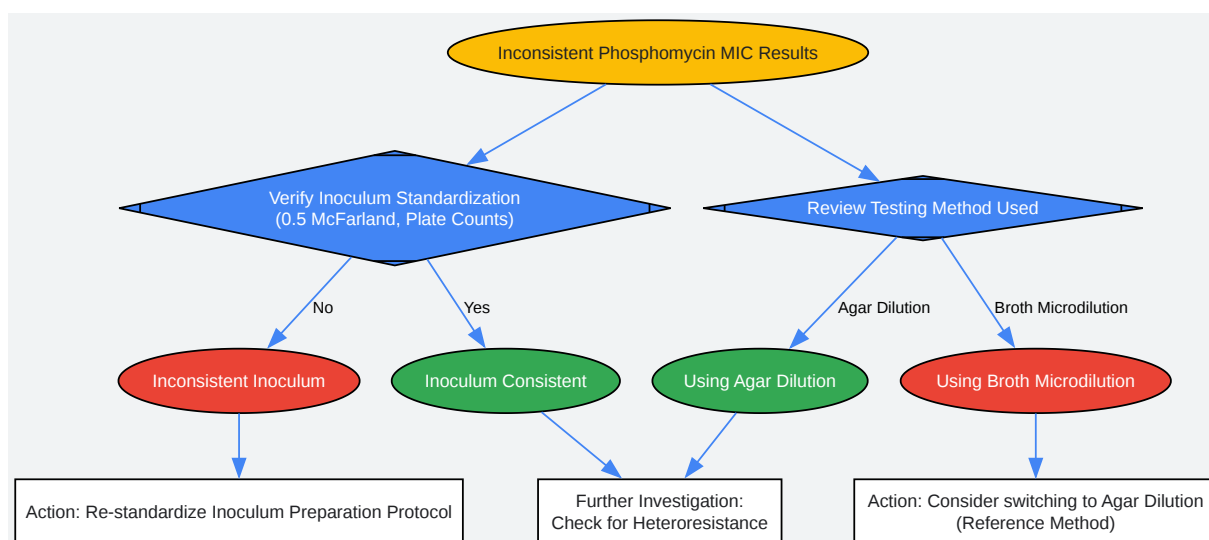 Inconsistent Phosphomycin MIC Results
Verify Inoculum Standardization
(0.5 McFarland, Plate Counts)
Review Testing Method Used
No
Yes
Agar Dilution
Broth Microdilution
Inconsistent Inoculum
Inoculum Consistent
Using Agar Dilution
Using Broth Microdilution
Action: Re-standardize Inoculum Preparation Protocol
Further Investigation:
Check for Heteroresistance
Action: Consider switching to Agar Dilution
(Reference Method)